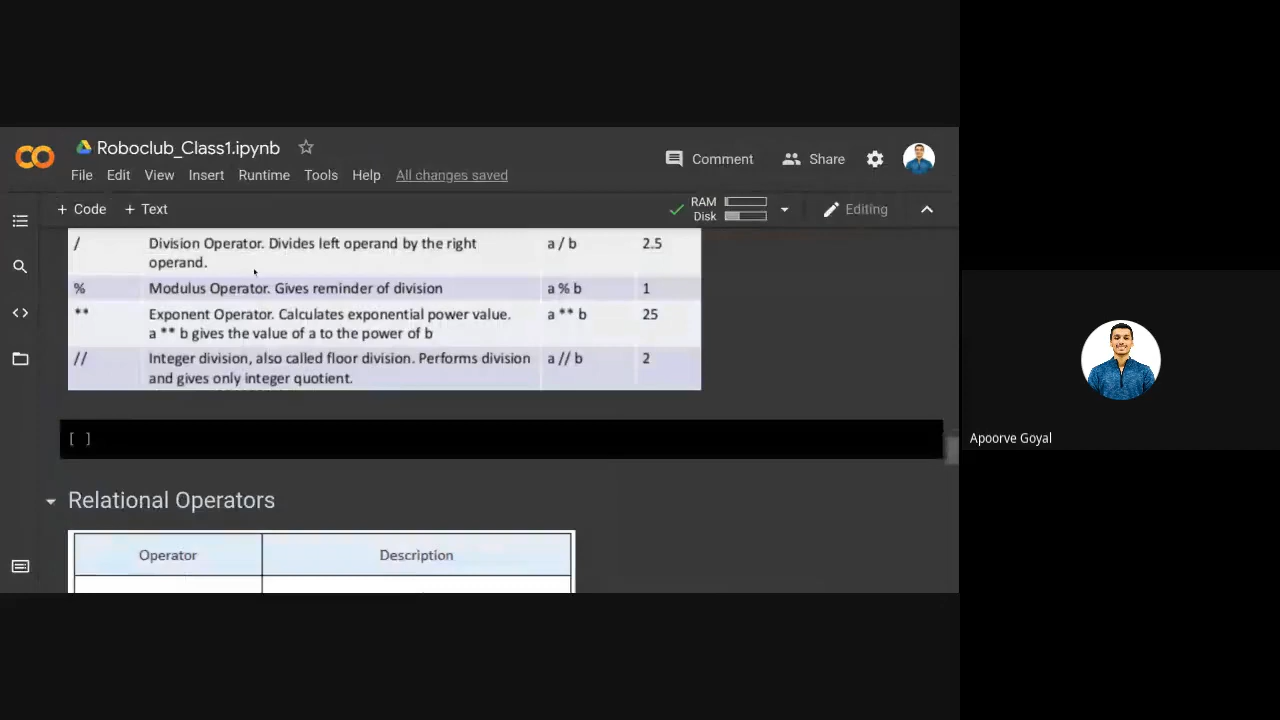 Roboclub_Class1.ipynb
Comment
Share
File Edit View Insert Runtime Tools Help All changes saved
+ Code + Text
RAM
Disk
Editing
/ Division Operator. Divides left operand by the right a / b 2.5
operand.
% Modulus Operator. Gives reminder of division a % b 1
** Exponent Operator. Calculates exponential power value. a ** b 25
a ** b gives the value of a to the power of b
// Integer division, also called floor division. Performs division a // b 2
and gives only integer quotient.
[ ]
Relational Operators
Operator Description
Apoorve Goyal